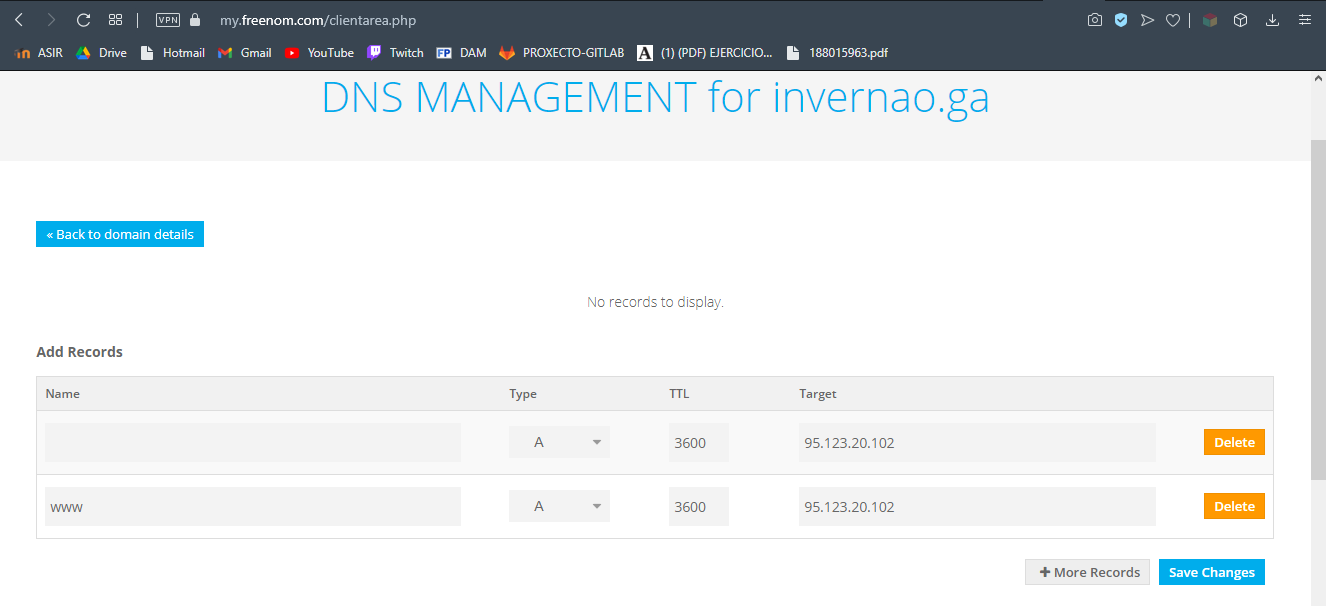 VPN my.freenom.com/clientarea.php
ASIR Drive Hotmail Gmail YouTube Twitch FP DAM PROXECTO-GITLAB A (1) (PDF) EJERCICIO... 188015963.pdf
DNS MANAGEMENT for invernao.ga
« Back to domain details
No records to display.
Add Records
Name Type TTL Target
A 3600 95.123.20.102 Delete
www A 3600 95.123.20.102 Delete
+ More Records Save Changes